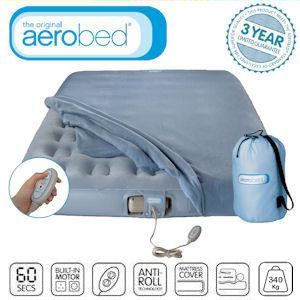 the original
aerobed®
3 YEAR
LIMITED GUARANTEE
aerobed
60
SECS
BUILT-IN
MOTOR
ANTI-
ROLL
TECHNOLOGY
MATTRESS
COVER
340
Kg